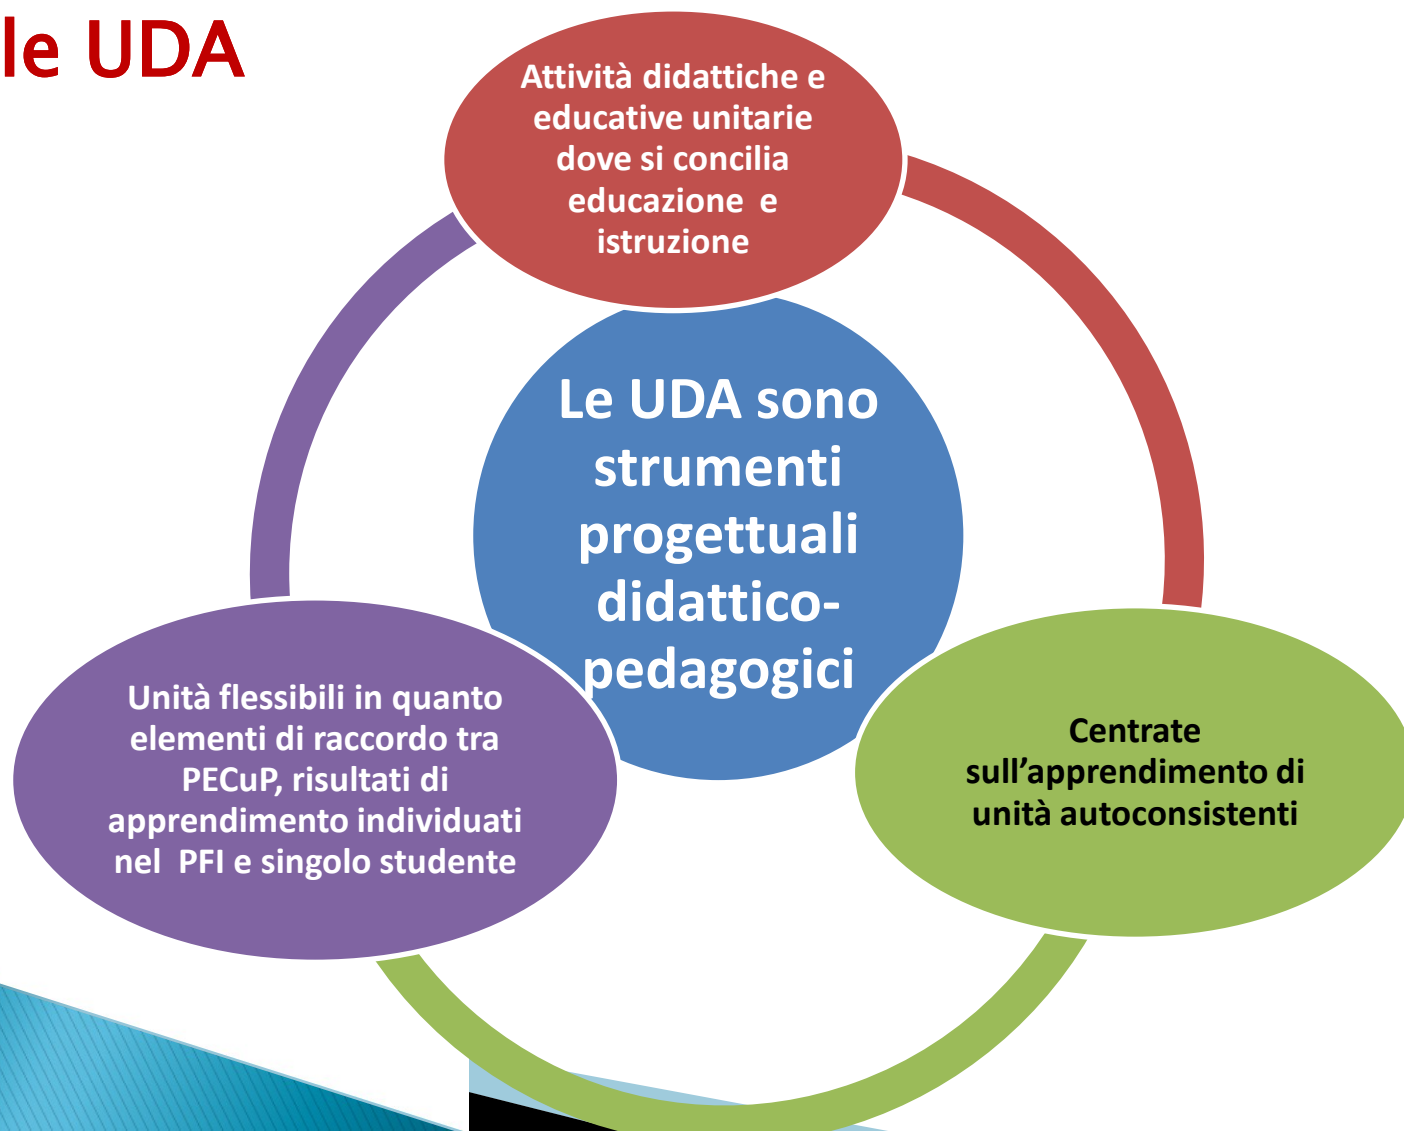 le UDA
Attività didattiche e
educative unitarie
dove si concilia
educazione e
istruzione
Le UDA sono
strumenti
progettuali
didattico-
pedagogici
Unità flessibili in quanto
elementi di raccordo tra
PECuP, risultati di
apprendimento individuati
nel PFI e singolo studente
Centrate
sull’apprendimento di
unità autoconsistenti